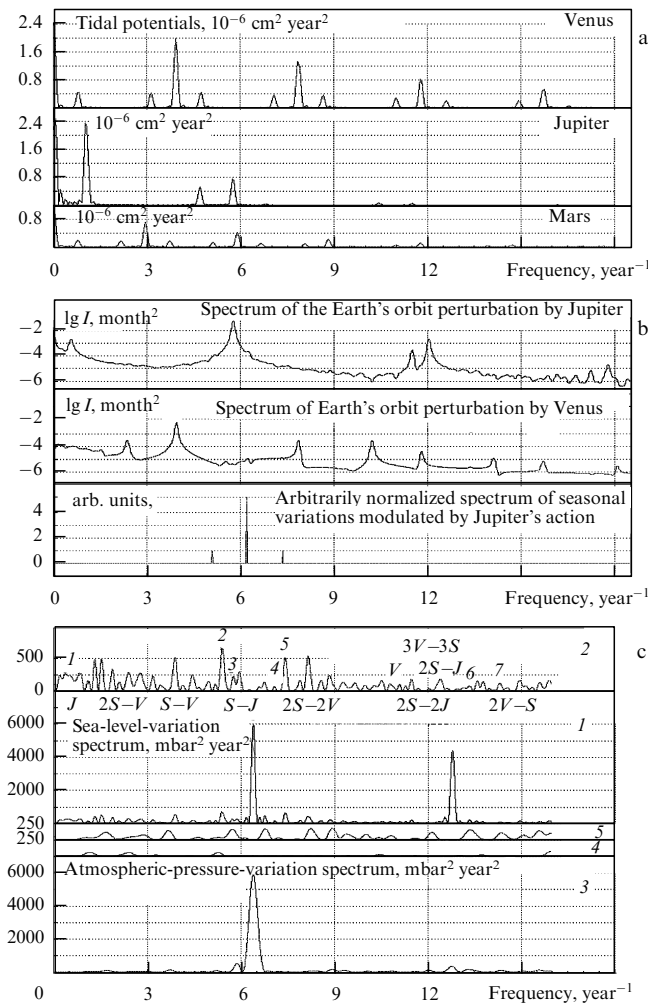 2.4 Tidal potentials, 10⁻⁶ cm² year² Venus a
1.6
0.8
2.4 10⁻⁶ cm² year² Jupiter
1.6
0.8
0.8 10⁻⁶ cm² year² Mars
0 3 6 9 12 Frequency, year⁻¹
lg I, month² Spectrum of the Earth's orbit perturbation by Jupiter b
−2
−4
−6
lg I, month² Spectrum of Earth's orbit perturbation by Venus
−2
−4
−6
arb. units, Arbitrarily normalized spectrum of seasonal
variations modulated by Jupiter's action
4
2
0
0 3 6 9 12 Frequency, year⁻¹
2 5 3V−3S 2 c
500 1 3 4 V 2S−J 6 7
0
J 2S−V S−V S−J 2S−2V 2S−2J 2V−S
6000 Sea-level-variation 1
spectrum, mbar² year²
4000
2000
250
250 5
4
Atmospheric-pressure-variation spectrum, mbar² year²
6000 3
4000
2000
0 3 6 9 12 Frequency, year⁻¹